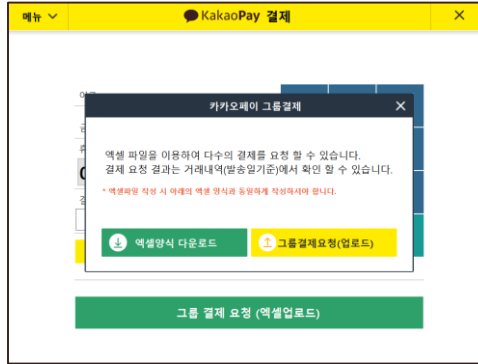 메뉴
KakaoPay 결제
카카오페이 그룹결제
엑셀 파일을 이용하여 다수의 결제를 요청 할 수 있습니다.
결제 요청 결과는 거래내역(발송일기준)에서 확인 할 수 있습니다.
* 엑셀파일 작성 시 아래의 엑셀 양식과 동일하게 작성하셔야 합니다.
엑셀양식 다운로드
그룹결제요청(업로드)
그룹 결제 요청 (엑셀업로드)